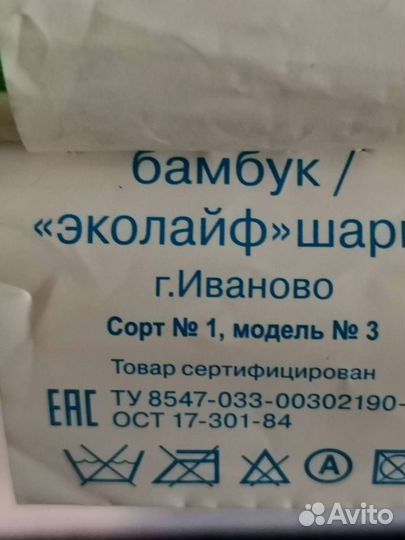 бамбук /
«эколайф»шари
г.Иваново
Сорт № 1, модель № 3
Товар сертифицирован
ЕАС ТУ 8547-033-00302190-
ОСТ 17-301-84
А
Avito